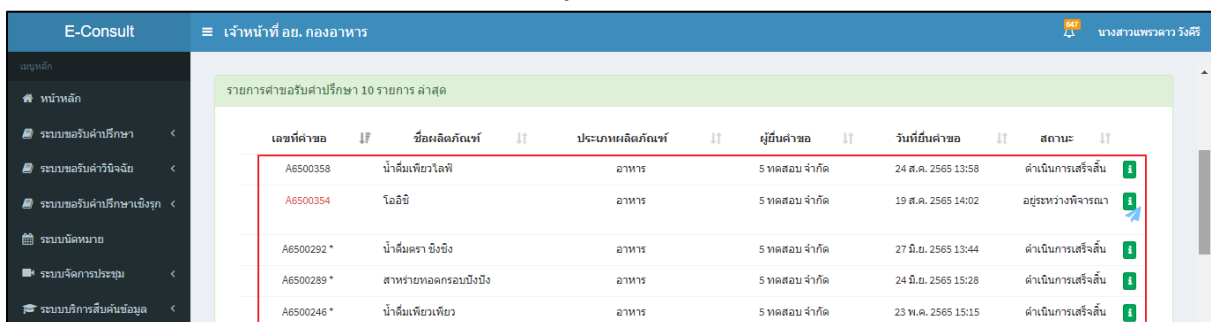 E-Consult
≡ เจ้าหน้าที่ อย. กองอาหาร
647
นางสาวแพรวดาว วังคีรี
เมนูหลัก
หน้าหลัก
ระบบขอรับคำปรึกษา
ระบบขอรับคำวินิจฉัย
ระบบขอรับคำปรึกษาเชิงรุก
ระบบนัดหมาย
ระบบจัดการประชุม
ระบบบริการสืบค้นข้อมูล
รายการคำขอรับคำปรึกษา 10 รายการ ล่าสุด
เลขที่คำขอ ชื่อผลิตภัณฑ์ ประเภทผลิตภัณฑ์ ผู้ยื่นคำขอ วันที่ยื่นคำขอ สถานะ
A6500358 น้ำดื่มเพียวไลฟ์ อาหาร 5 ทดสอบ จำกัด 24 ส.ค. 2565 13:58 ดำเนินการเสร็จสิ้น
A6500354 โออิชิ อาหาร 5 ทดสอบ จำกัด 19 ส.ค. 2565 14:02 อยู่ระหว่างพิจารณา
A6500292 * น้ำดื่มตรา ชิงชิง อาหาร 5 ทดสอบ จำกัด 27 มิ.ย. 2565 13:44 ดำเนินการเสร็จสิ้น
A6500289 * สาหร่ายทอดกรอบปังปัง อาหาร 5 ทดสอบ จำกัด 24 มิ.ย. 2565 15:28 ดำเนินการเสร็จสิ้น
A6500246 * น้ำดื่มเพียวเพียว อาหาร 5 ทดสอบ จำกัด 23 พ.ค. 2565 15:15 ดำเนินการเสร็จสิ้น